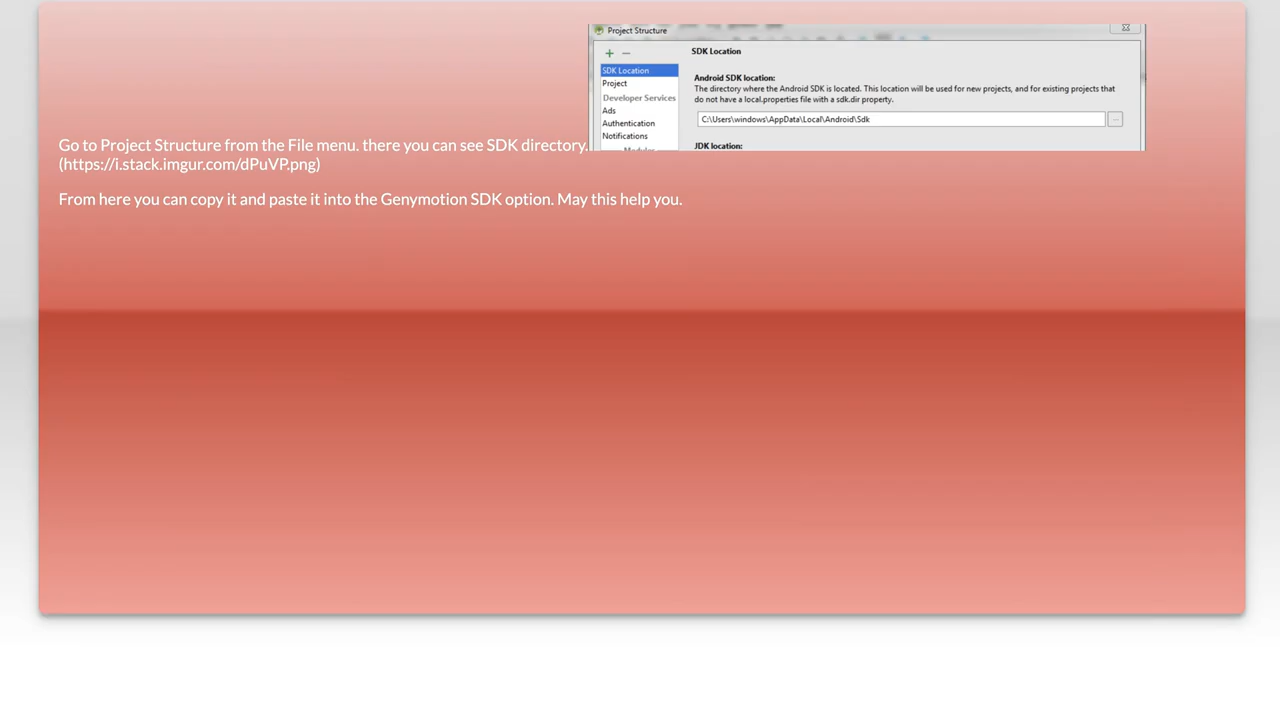 Project Structure
SDK Location
SDK Location
Project
Developer Services
Ads
Authentication
Notifications
Android SDK location:
The directory where the Android SDK is located. This location will be used for new projects, and for existing projects that
do not have a local.properties file with a sdk.dir property.
C:\Users\windows\AppData\Local\Android\Sdk
...
JDK location:
Go to Project Structure from the File menu. there you can see SDK directory.
(https://i.stack.imgur.com/dPuVP.png)
From here you can copy it and paste it into the Genymotion SDK option. May this help you.